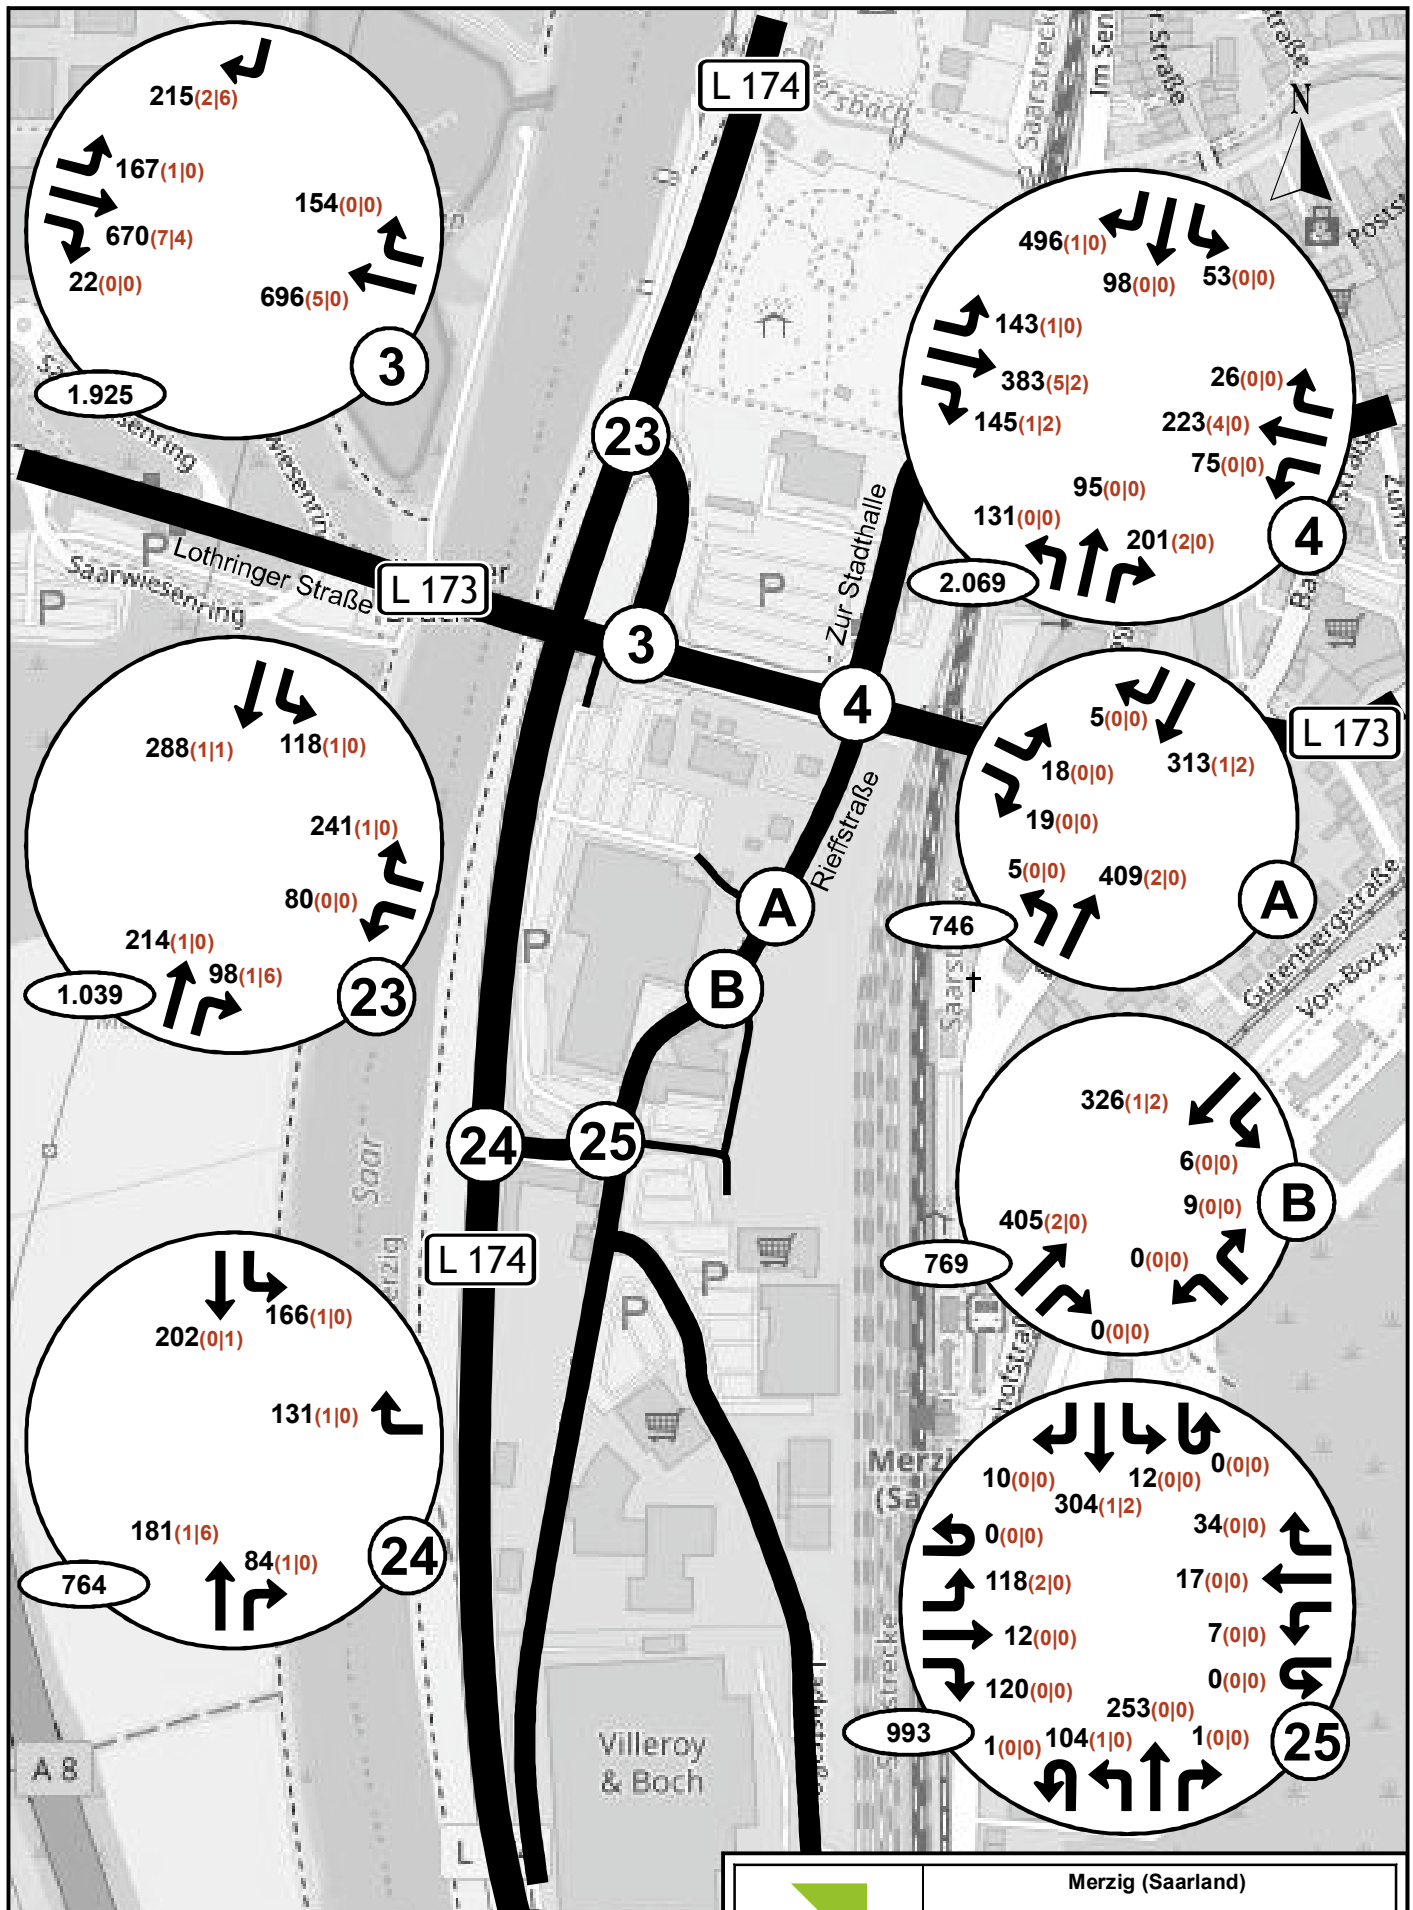 L 174
N
215(2|6)
167(1|0)
154(0|0)
670(7|4)
22(0|0)
696(5|0)
3
1.925
496(1|0)
98(0|0)
53(0|0)
143(1|0)
383(5|2)
145(1|2)
26(0|0)
223(4|0)
75(0|0)
95(0|0)
131(0|0)
201(2|0)
4
2.069
Saarstrecke
Im Sen
Posts
23
P
Lothringer Straße
L 173
Saarwiesenring
P
Zur Stadthalle
P
3
4
L 173
288(1|1)
118(1|0)
241(1|0)
80(0|0)
214(1|0)
98(1|6)
1.039
23
5(0|0)
313(1|2)
18(0|0)
19(0|0)
5(0|0)
409(2|0)
746
A
Rieffstraße
A
P
B
Gutenbergstraße
Von-Boch-
326(1|2)
6(0|0)
9(0|0)
405(2|0)
0(0|0)
0(0|0)
769
B
24
25
Saar
erzig
L 174
P
P
202(0|1)
166(1|0)
131(1|0)
181(1|6)
84(1|0)
764
24
Merzi
(Sa
10(0|0)
304(1|2)
12(0|0)
0(0|0)
0(0|0)
34(0|0)
118(2|0)
17(0|0)
12(0|0)
7(0|0)
120(0|0)
0(0|0)
253(0|0)
1(0|0)
104(1|0)
1(0|0)
993
25
Villeroy
& Boch
A 8
L
Merzig (Saarland)